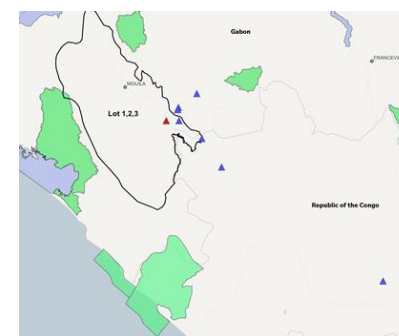 Gabon
FRANCEVI
MOUILA
Lot 1,2,3
Republic of the Congo